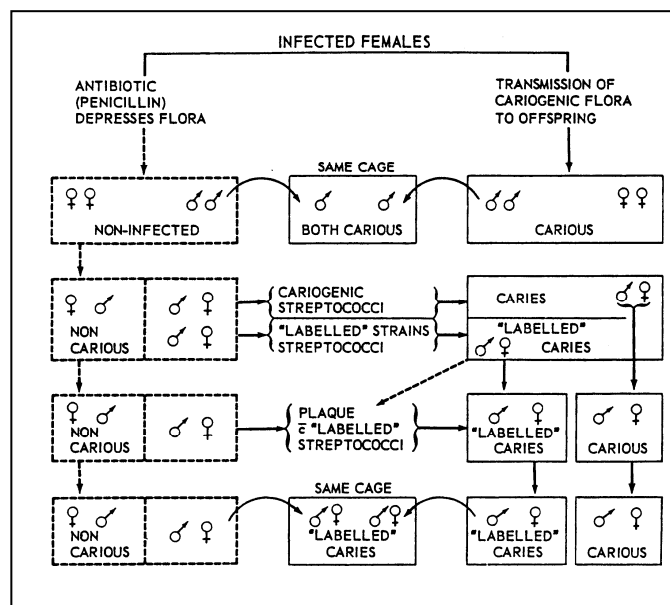 INFECTED FEMALES
ANTIBIOTIC
(PENICILLIN)
DEPRESSES FLORA
TRANSMISSION OF
CARIOGENIC FLORA
TO OFFSPRING
SAME CAGE
♀♀ ♂♂
NON-INFECTED
♂ ♂
BOTH CARIOUS
♂♂ ♀♀
CARIOUS
♀ ♂
NON
CARIOUS
♂ ♀
♂ ♀
CARIOGENIC
STREPTOCOCCI
"LABELLED" STRAINS
STREPTOCOCCI
CARIES
♂♀
"LABELLED"
CARIES
♂♀
♀ ♂
NON
CARIOUS
♂ ♀
PLAQUE
c̄ "LABELLED"
STREPTOCOCCI
♂ ♀
"LABELLED"
CARIES
♂ ♀
CARIOUS
♀ ♂
NON
CARIOUS
♂ ♀
SAME CAGE
♂♀ ♂♀
"LABELLED"
CARIES
♂ ♀
"LABELLED"
CARIES
♂ ♀
CARIOUS